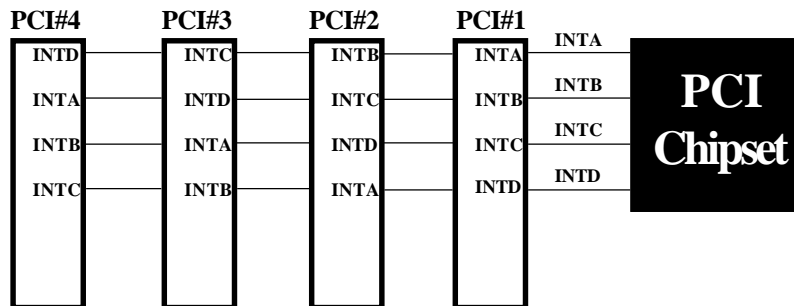 PCI#4 PCI#3 PCI#2 PCI#1
INTD INTC INTB INTA INTA
INTA INTD INTC INTB INTB
INTB INTA INTD INTC INTC
INTC INTB INTA INTD INTD
PCI
Chipset